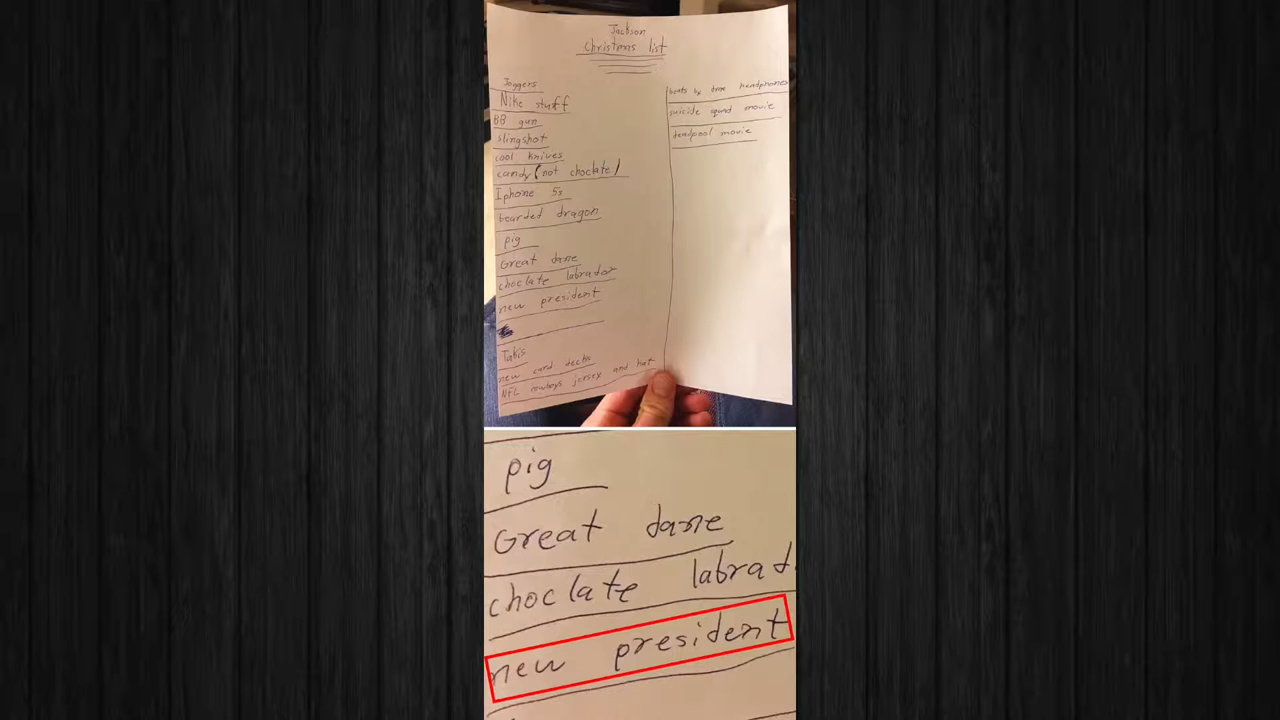 Jackson
Christmas list
Joggers
Nike stuff
BB gun
slingshot
cool knives
candy (not choclate)
Iphone 5s
bearded dragon
pig
Great dane
choclate labrador
new president
Takis
new card decks
NFL cowboys jersey and hat
beats by dree headphones
suicide squad movie
deadpool movie
pig
Great dane
choclate labrad
new president